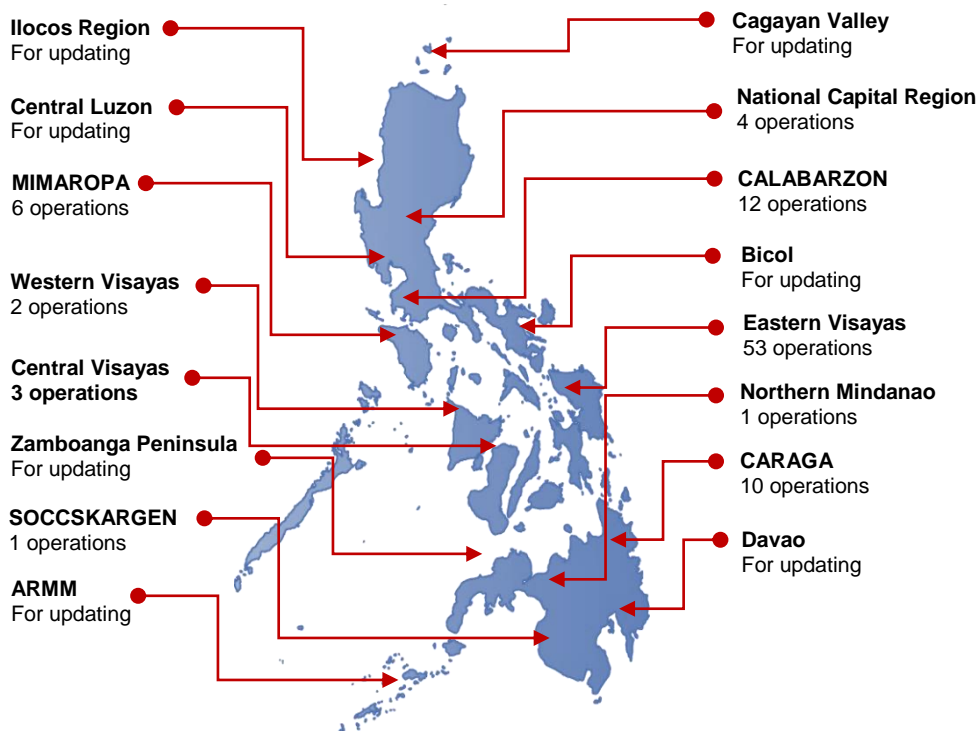 Ilocos Region
For updating
Central Luzon
For updating
MIMAROPA
6 operations
Western Visayas
2 operations
Central Visayas
3 operations
Zamboanga Peninsula
For updating
SOCCSKARGEN
1 operations
ARMM
For updating
Cagayan Valley
For updating
National Capital Region
4 operations
CALABARZON
12 operations
Bicol
For updating
Eastern Visayas
53 operations
Northern Mindanao
1 operations
CARAGA
10 operations
Davao
For updating